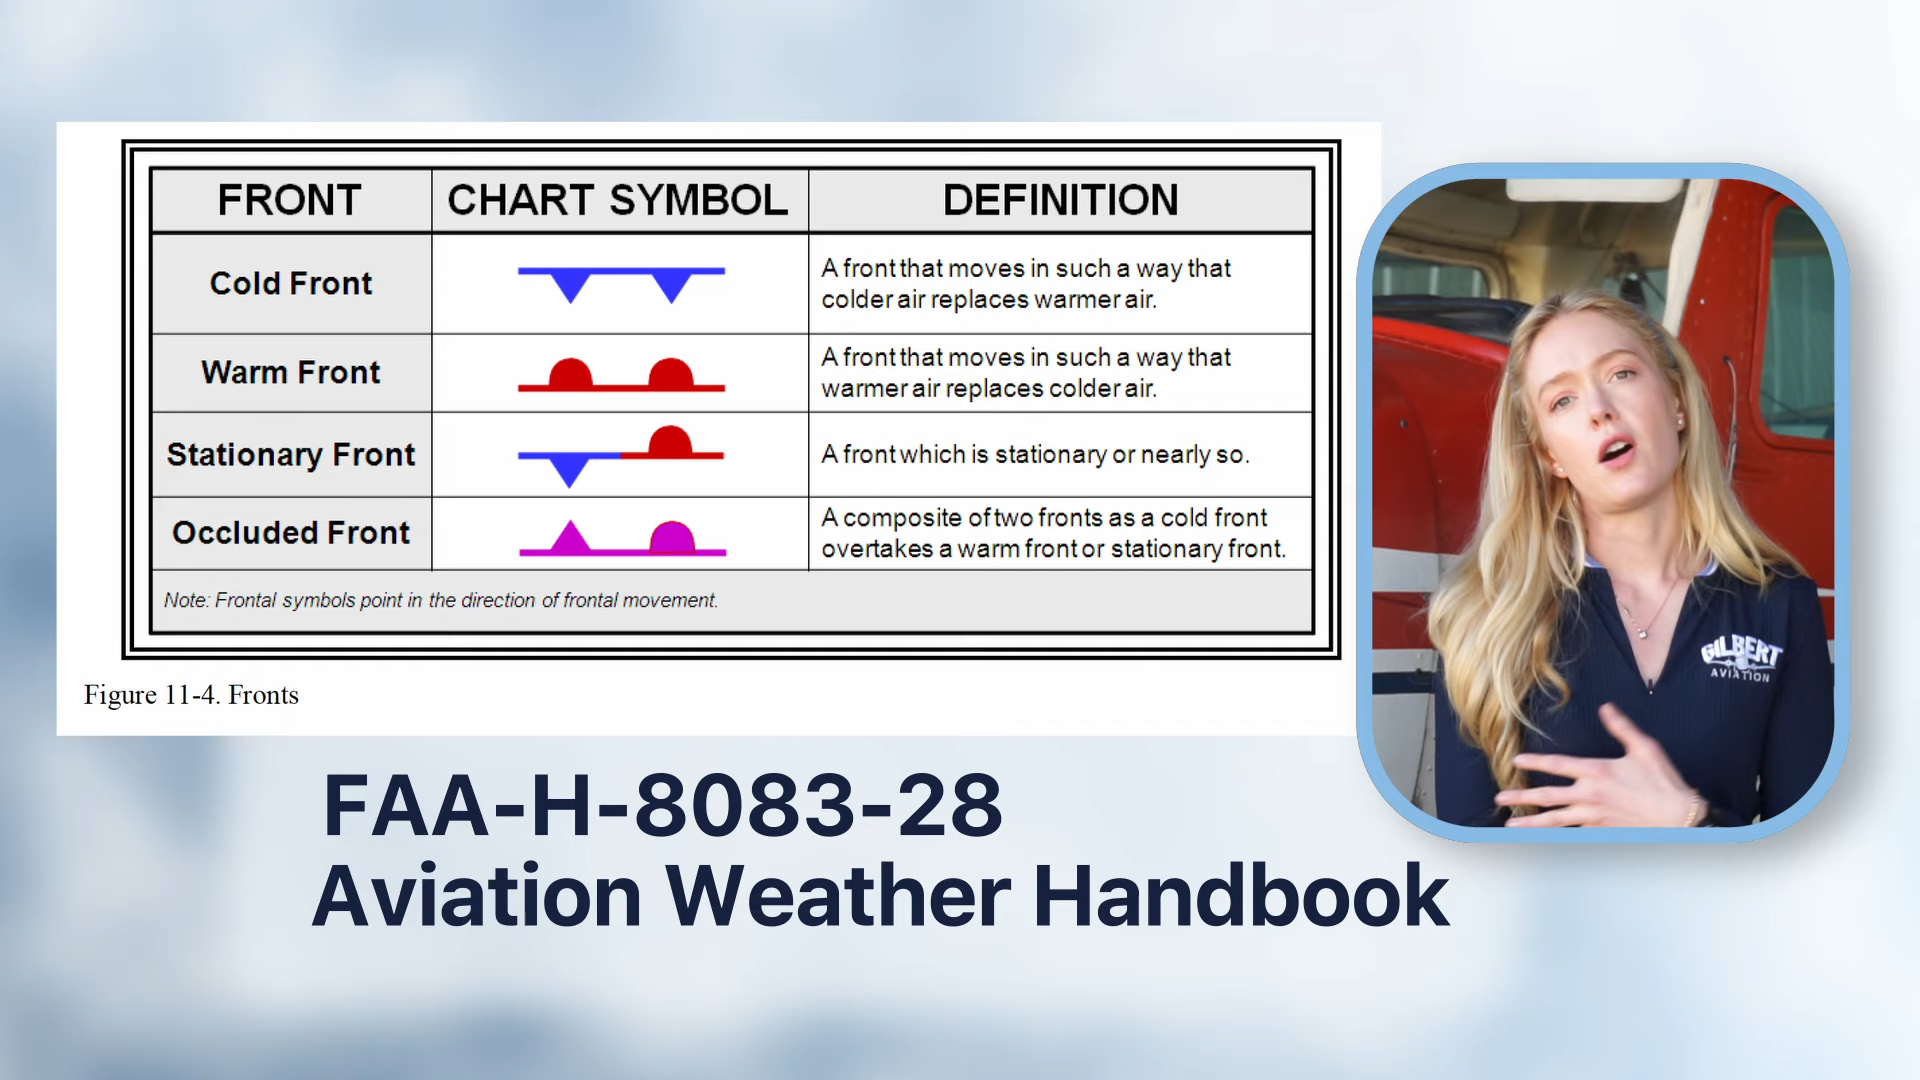 FRONT CHART SYMBOL DEFINITION
Cold Front
A front that moves in such a way that
colder air replaces warmer air.
Warm Front
A front that moves in such a way that
warmer air replaces colder air.
Stationary Front
A front which is stationary or nearly so.
Occluded Front
A composite of two fronts as a cold front
overtakes a warm front or stationary front.
Note: Frontal symbols point in the direction of frontal movement.
Figure 11-4. Fronts
GILBERT
AVIATION
FAA-H-8083-28
Aviation Weather Handbook